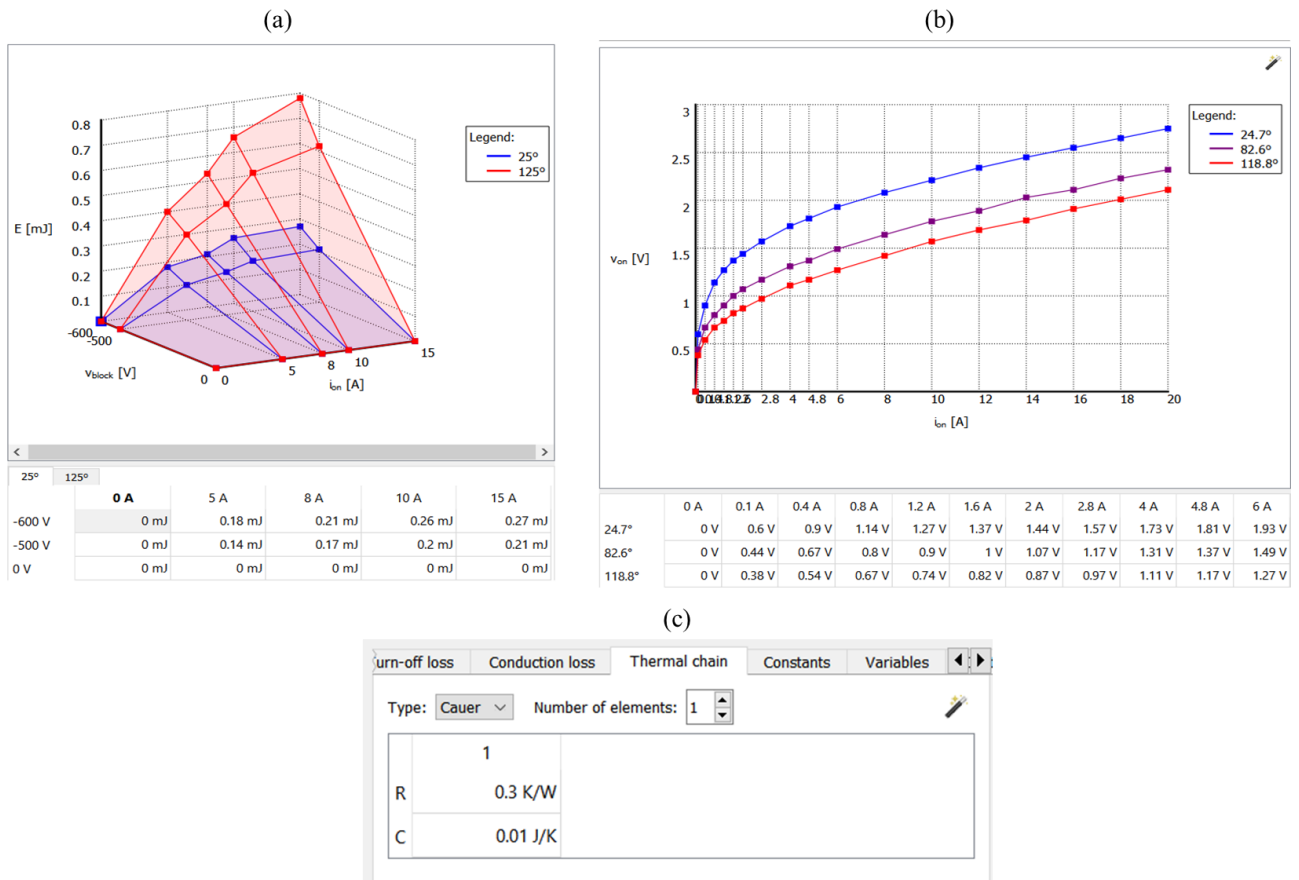 (a)
(b)
0.8
0.7
0.6
0.5
0.4
0.3
0.2
0.1
E [mJ]
-600
-500
0
v_block [V]
0
5
8
10
15
i_on [A]
Legend:
25°
125°
3
2.5
2
1.5
1
0.5
v_on [V]
2.8
4
4.8
6
8
10
12
14
16
18
20
i_on [A]
Legend:
24.7°
82.6°
118.8°
25° 125°
0 A 5 A 8 A 10 A 15 A
-600 V 0 mJ 0.18 mJ 0.21 mJ 0.26 mJ 0.27 mJ
-500 V 0 mJ 0.14 mJ 0.17 mJ 0.2 mJ 0.21 mJ
0 V 0 mJ 0 mJ 0 mJ 0 mJ 0 mJ
0 A 0.1 A 0.4 A 0.8 A 1.2 A 1.6 A 2 A 2.8 A 4 A 4.8 A 6 A
24.7° 0 V 0.6 V 0.9 V 1.14 V 1.27 V 1.37 V 1.44 V 1.57 V 1.73 V 1.81 V 1.93 V
82.6° 0 V 0.44 V 0.67 V 0.8 V 0.9 V 1 V 1.07 V 1.17 V 1.31 V 1.37 V 1.49 V
118.8° 0 V 0.38 V 0.54 V 0.67 V 0.74 V 0.82 V 0.87 V 0.97 V 1.11 V 1.17 V 1.27 V
(c)
urn-off loss Conduction loss Thermal chain Constants Variables
Type: Cauer Number of elements: 1
1
R 0.3 K/W
C 0.01 J/K